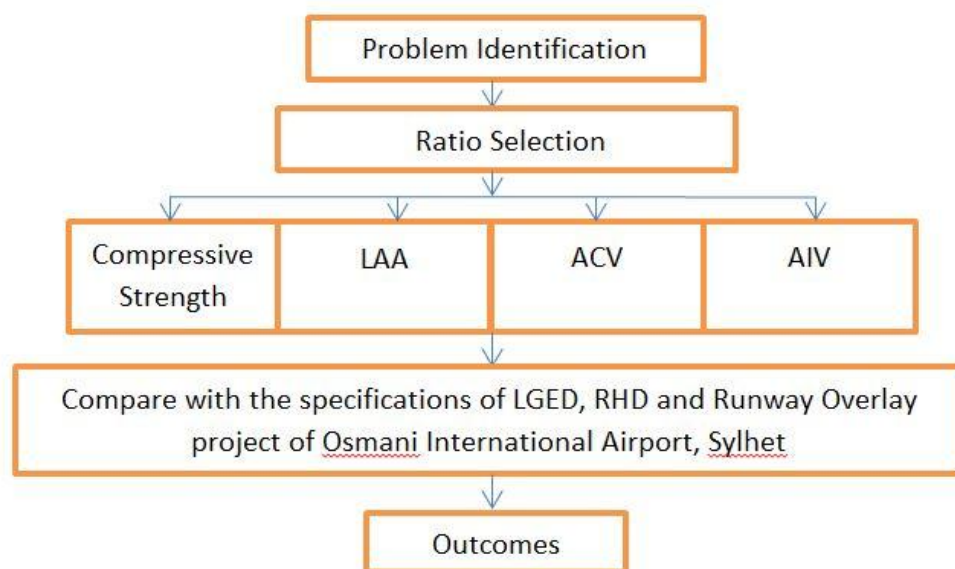 Problem Identification
Ratio Selection
Compressive
Strength
LAA
ACV
AIV
Compare with the specifications of LGED, RHD and Runway Overlay
project of Osmani International Airport, Sylhet
Outcomes